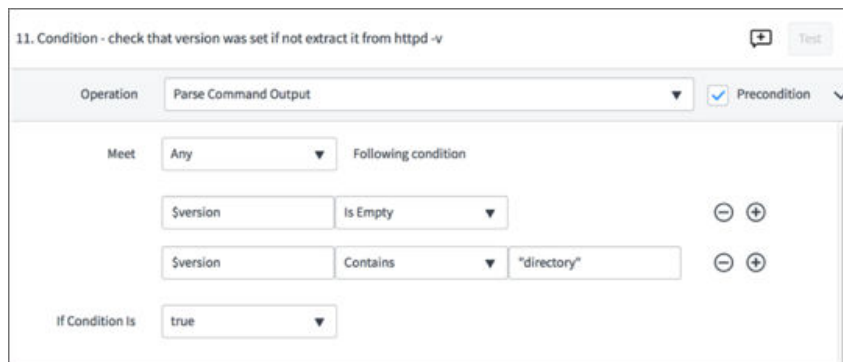 11. Condition - check that version was set if not extract it from httpd -v Test
Operation Parse Command Output Precondition
Meet Any Following condition
$version Is Empty
$version Contains "directory"
If Condition Is true